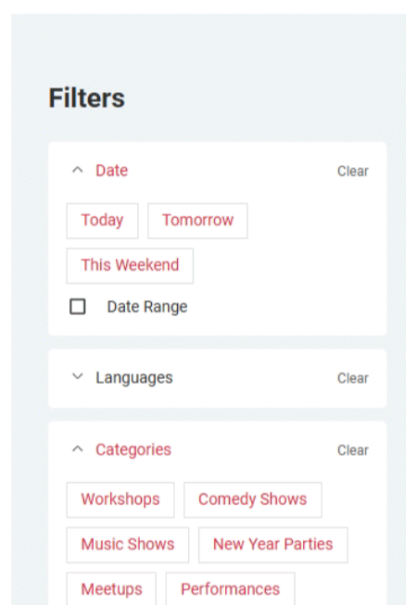 Filters
Date Clear
Today Tomorrow
This Weekend
Date Range
Languages Clear
Categories Clear
Workshops Comedy Shows
Music Shows New Year Parties
Meetups Performances